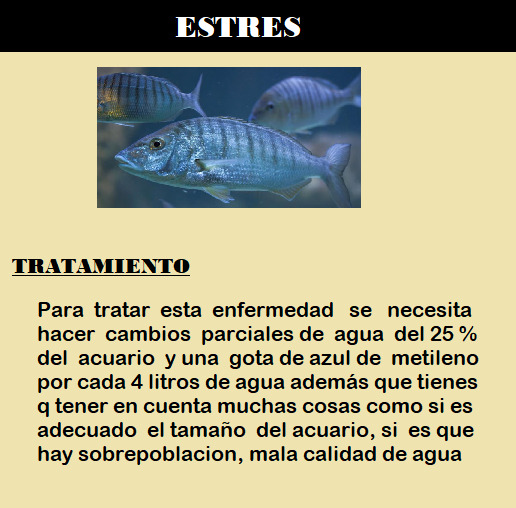 ESTRES
TRATAMIENTO
Para tratar esta enfermedad se necesita
hacer cambios parciales de agua del 25 %
del acuario y una gota de azul de metileno
por cada 4 litros de agua además que tienes
q tener en cuenta muchas cosas como si es
adecuado el tamaño del acuario, si es que
hay sobrepoblacion, mala calidad de agua